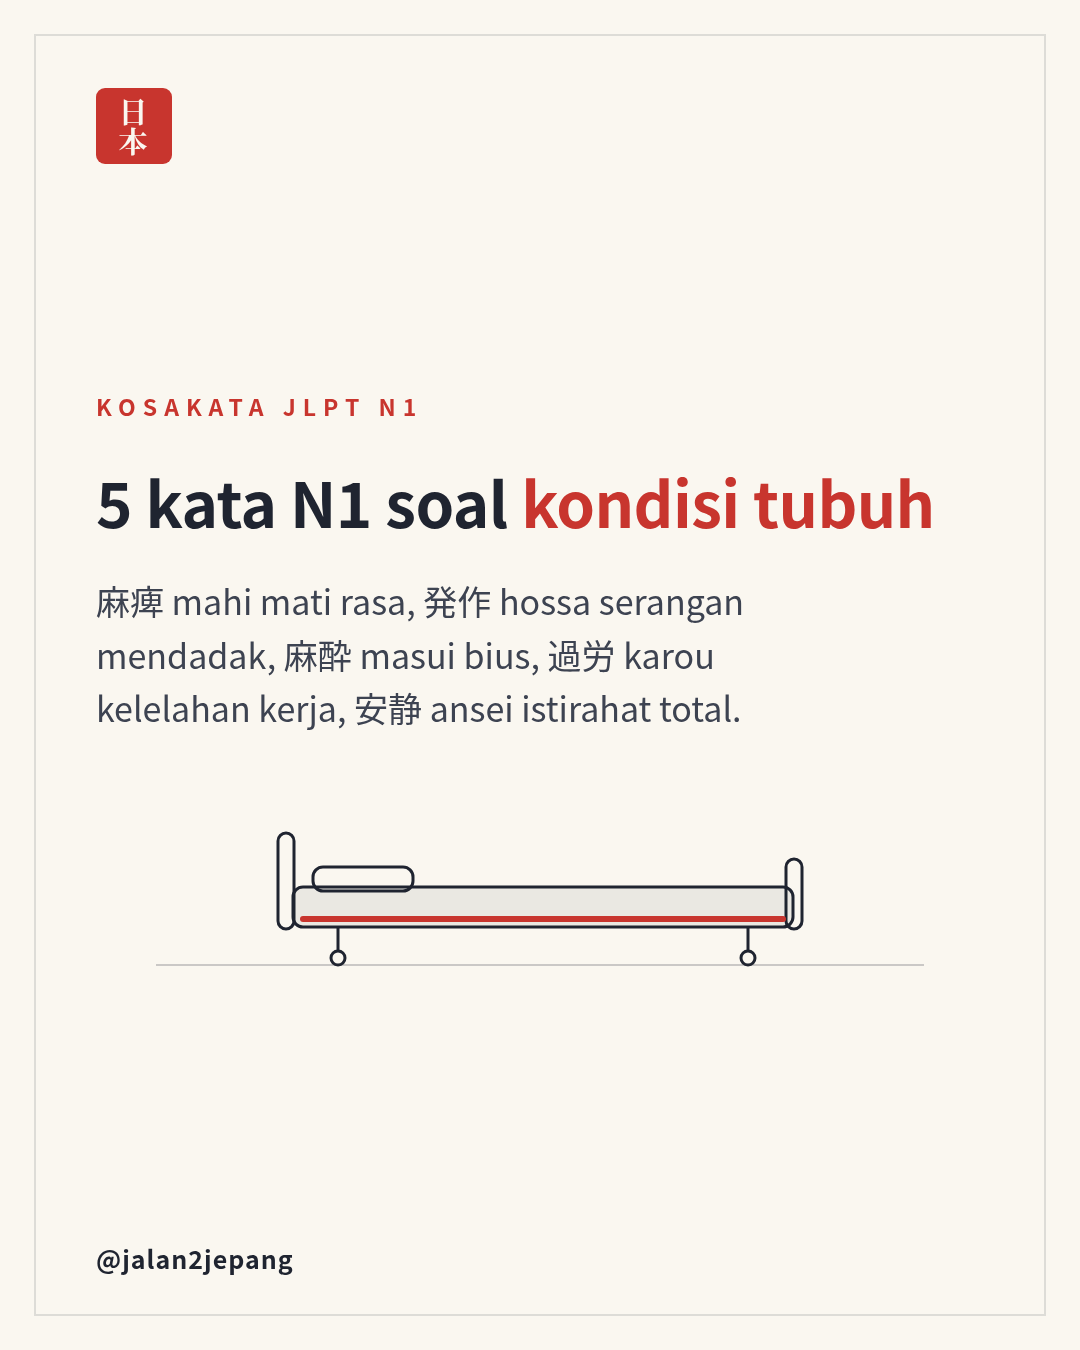 日
本
KOSAKATA JLPT N1
5 kata N1 soal kondisi tubuh
麻痺 mahi mati rasa, 発作 hossa serangan
mendadak, 麻酔 masui bius, 過労 karou
kelelahan kerja, 安静 ansei istirahat total.
@jalan2jepang